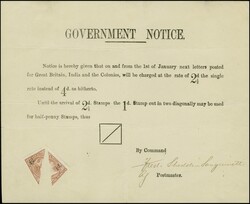 GOVERNMENT NOTICE.
Notice is hereby given that on and from the 1st of January next letters posted
for Great Britain, India and the Colonies, will be charged at the rate of 2d the single
rate instead of 4d. as hitherto.
Until the arrival of 2d. Stamps the 1d. Stamp cut in two diagonally may be used
for half-penny Stamps, thus
By Command
Postmaster.